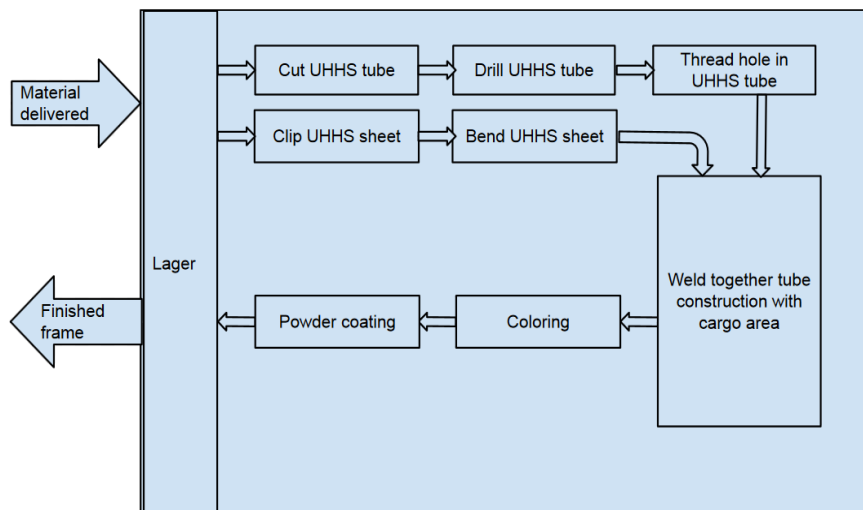 Material
delivered
Lager
Cut UHHS tube
Drill UHHS tube
Thread hole in
UHHS tube
Clip UHHS sheet
Bend UHHS sheet
Weld together tube
construction with
cargo area
Coloring
Powder coating
Finished
frame